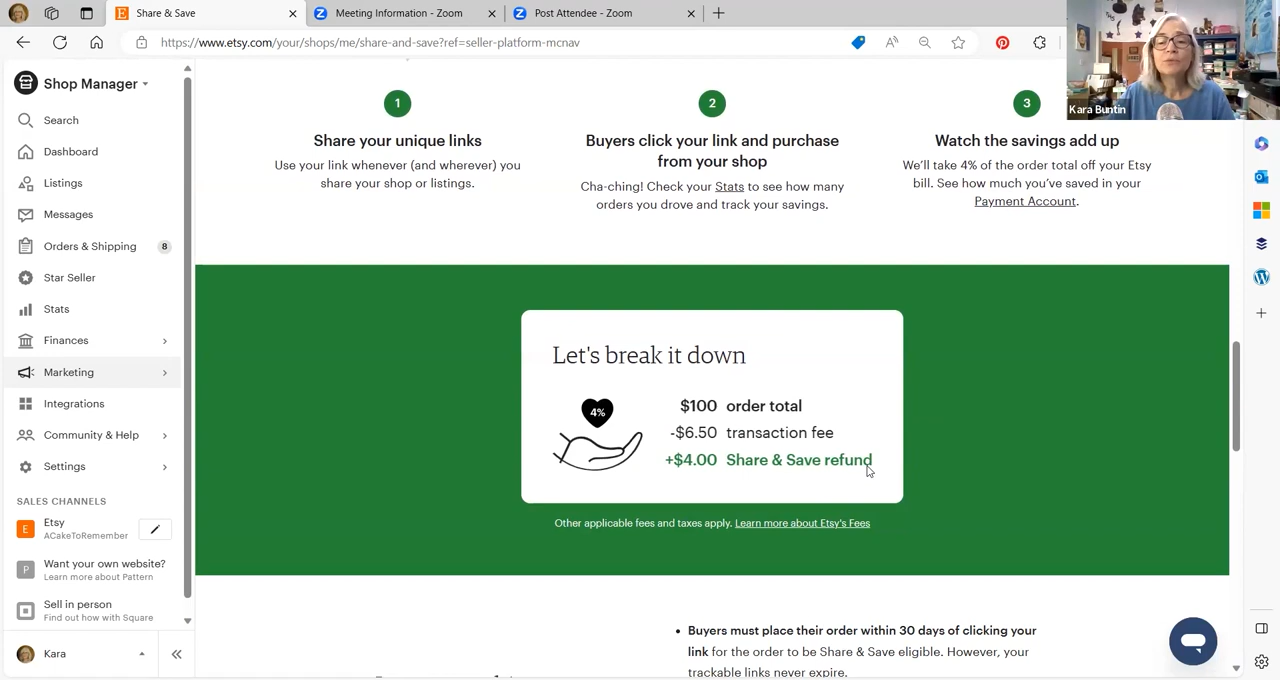 Share & Save
Meeting Information - Zoom
Post Attendee - Zoom
https://www.etsy.com/your/shops/me/share-and-save?ref=seller-platform-mcnav
Kara Buntin
Shop Manager
Search
Dashboard
Listings
Messages
Orders & Shipping 8
Star Seller
Stats
Finances
Marketing
Integrations
Community & Help
Settings
SALES CHANNELS
E
Etsy
ACakeToRemember
P
Want your own website?
Learn more about Pattern
Sell in person
Find out how with Square
Kara
1
Share your unique links
Use your link whenever (and wherever) you
share your shop or listings.
2
Buyers click your link and purchase
from your shop
Cha-ching! Check your Stats to see how many
orders you drove and track your savings.
3
Watch the savings add up
We'll take 4% of the order total off your Etsy
bill. See how much you've saved in your
Payment Account.
Let's break it down
4%
$100 order total
-$6.50 transaction fee
+$4.00 Share & Save refund
Other applicable fees and taxes apply. Learn more about Etsy's Fees
• Buyers must place their order within 30 days of clicking your
link for the order to be Share & Save eligible. However, your
trackable links never expire.